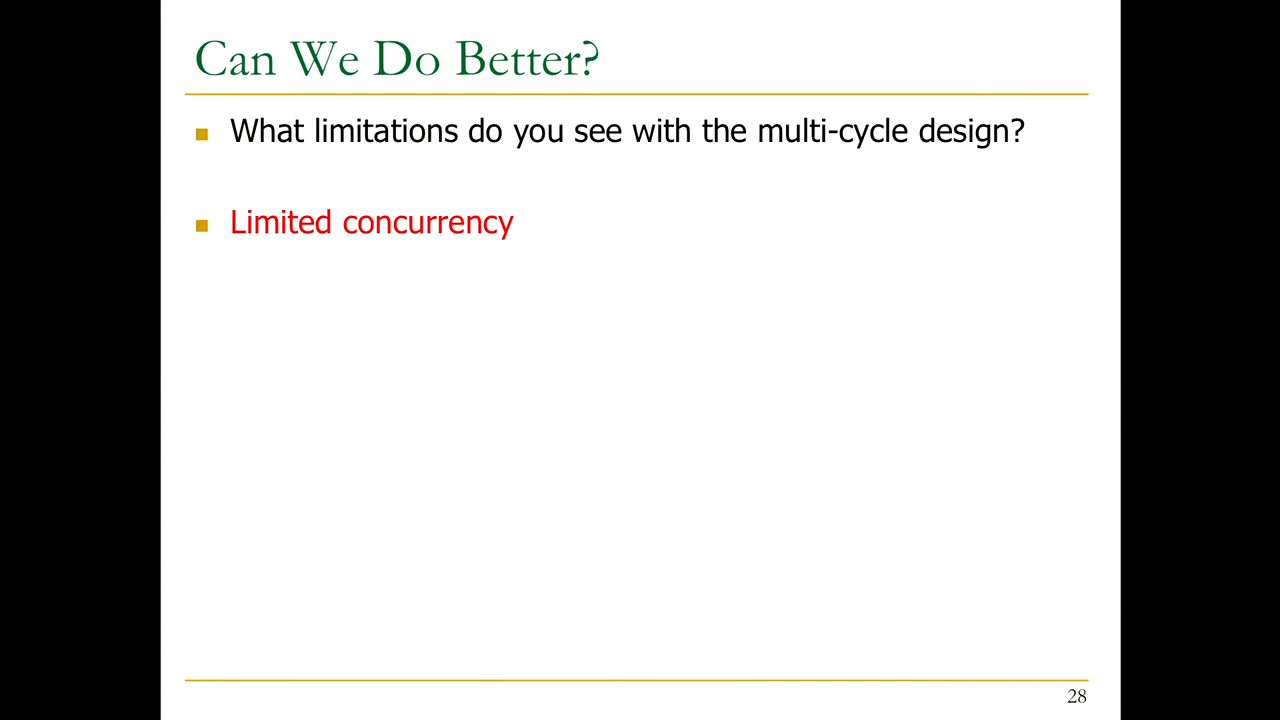 Can We Do Better?
What limitations do you see with the multi-cycle design?
Limited concurrency
28